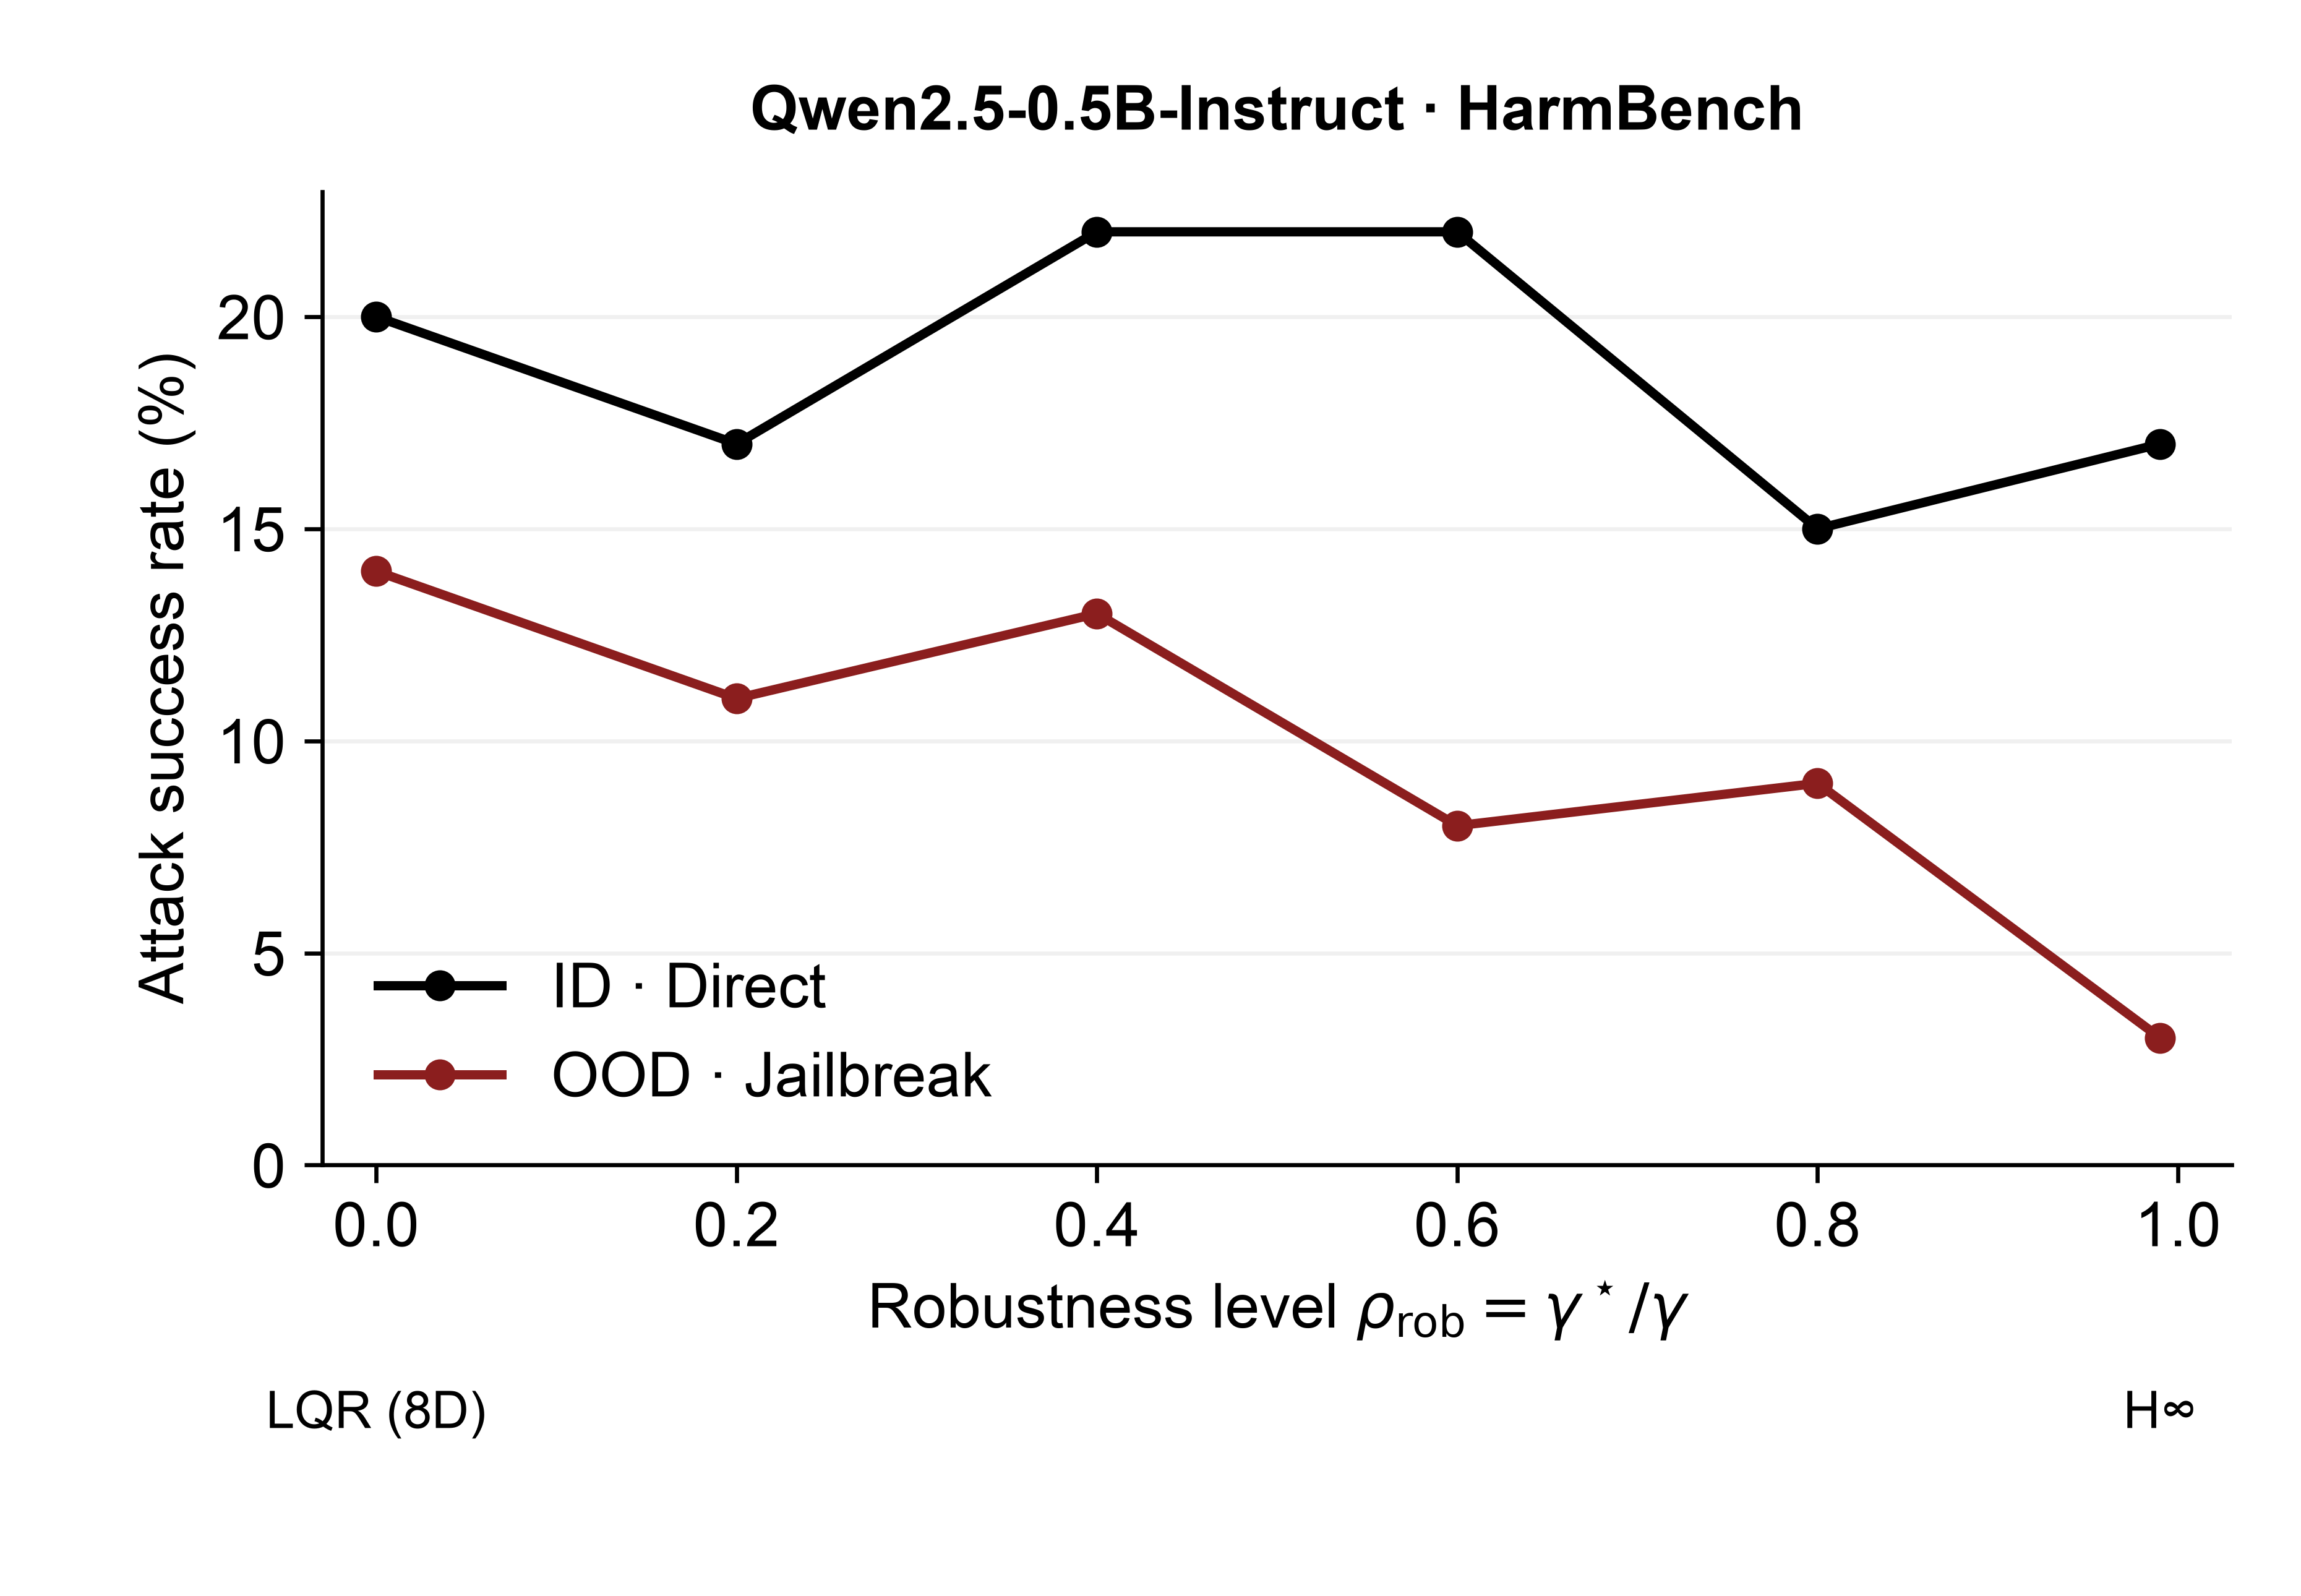 Qwen2.5-0.5B-Instruct · HarmBench
Attack success rate (%)
20
15
10
5
0
ID · Direct
OOD · Jailbreak
0.0 0.2 0.4 0.6 0.8 1.0
Robustness level ρrob = γ⋆/γ
LQR (8D) H∞